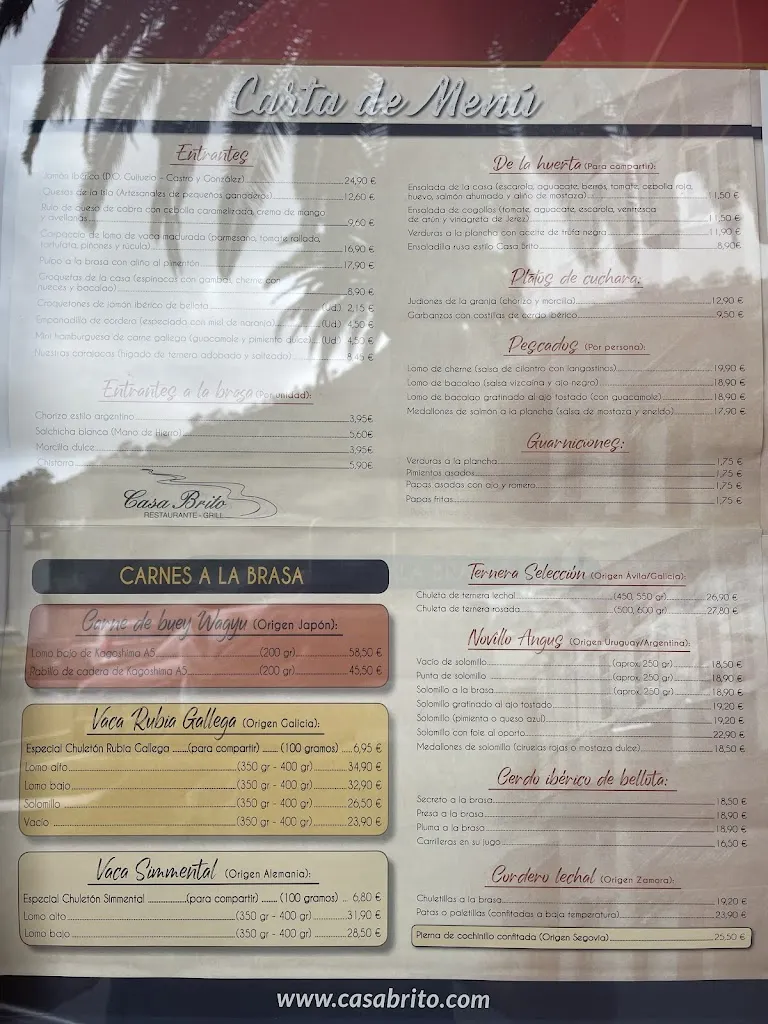 Carta de Menú
Entrantes
Jamón Ibérico (D.O. Guijuelo - Castro y González) 24,90 €
Quesos de la Isla (Artesanales de pequeños ganaderos) 12,60 €
Rulo de queso de cabra con cebolla caramelizada, crema de mango
y avellanas 9,60 €
Carpaccio de lomo de vaca madurada (parmesano, tomate rallado,
tartufata, piñones y rúcula) 16,90 €
Pulpo a la brasa con aliño al pimentón 17,90 €
Croquetas de la casa (espinacas con gambas, cherne con
nueces y bacalao) 8,90 €
Croquetones de jamón ibérico de bellota (Ud.) 2,15 €
Empanadilla de cordero (especiada con miel de naranja) (Ud.) 4,50 €
Mini hamburguesa de carne gallega (guacamole y pimiento dulce) (Ud.) 4,50 €
Nuestras carajacas (hígado de ternera adobado y salteado) 8,45 €
Entrantes a la brasa (Por unidad):
Chorizo estilo argentino 3,95€
Salchicha blanca (Mano de Hierro) 5,60€
Morcilla dulce 3,95€
Chistorra 5,90€
Casa Brito
RESTAURANTE - GRILL
De la huerta (Para compartir):
Ensalada de la casa (escarola, aguacate, berros, tomate, cebolla roja,
huevo, salmón ahumado y aliño de mostaza) 11,50 €
Ensalada de cogollos (tomate, aguacate, escarola, ventresca
de atún y vinagreta de Jerez) 11,50 €
Verduras a la plancha con aceite de trufa negra 11,90 €
Ensaladilla rusa estilo Casa Brito 8,90€
Platos de cuchara:
Judiones de la granja (chorizo y morcilla) 12,90 €
Garbanzos con costillas de cerdo ibérico 9,50 €
Pescados (Por persona):
Lomo de cherne (salsa de cilantro con langostinos) 19,90 €
Lomo de bacalao (salsa vizcaína y ajo negro) 18,90 €
Lomo de bacalao gratinado al ajo tostado (con guacamole) 18,90 €
Medallones de salmón a la plancha (salsa de mostaza y eneldo) 17,90 €
Guarniciones:
Verduras a la plancha 1,75 €
Pimientos asados 1,75 €
Papas asadas con ajo y romero 1,75 €
Papas fritas 1,75 €
CARNES A LA BRASA
Carne de buey Wagyu (Origen Japón):
Lomo bajo de Kagoshima A5 (200 gr) 58,50 €
Rabillo de cadera de Kagoshima A5 (200 gr) 45,50 €
Vaca Rubia Gallega (Origen Galicia):
Especial Chuletón Rubia Gallega (para compartir) (100 gramos) 6,95 €
Lomo alto (350 gr - 400 gr) 34,90 €
Lomo bajo (350 gr - 400 gr) 32,90 €
Solomillo (350 gr - 400 gr) 26,50 €
Vacío (350 gr - 400 gr) 23,90 €
Vaca Simmental (Origen Alemania):
Especial Chuletón Simmental (para compartir) (100 gramos) 6,80 €
Lomo alto (350 gr - 400 gr) 31,90 €
Lomo bajo (350 gr - 400 gr) 28,50 €
Ternera Selección (Origen Ávila/Galicia):
Chuleta de ternera lechal (450, 550 gr) 26,90 €
Chuleta de ternera rosada (500, 600 gr) 27,80 €
Novillo Angus (Origen Uruguay/Argentina):
Vacío de solomillo (aprox. 250 gr) 18,50 €
Punta de solomillo (aprox. 250 gr) 18,90 €
Solomillo a la brasa (aprox. 250 gr) 18,90 €
Solomillo gratinado al ajo tostado 19,20 €
Solomillo (pimienta o queso azul) 19,20 €
Solomillo con foie al oporto 22,90 €
Medallones de solomillo (ciruelas rojas o mostaza dulce) 18,50 €
Cerdo ibérico de bellota:
Secreto a la brasa 18,50 €
Presa a la brasa 18,90 €
Pluma a la brasa 18,90 €
Carrilleras en su jugo 16,50 €
Cordero lechal (Origen Zamora):
Chuletillas a la brasa 19,20 €
Patas o paletillas (confitadas a baja temperatura) 23,90 €
Pierna de cochinillo confitada (Origen Segovia) 25,50 €
www.casabrito.com